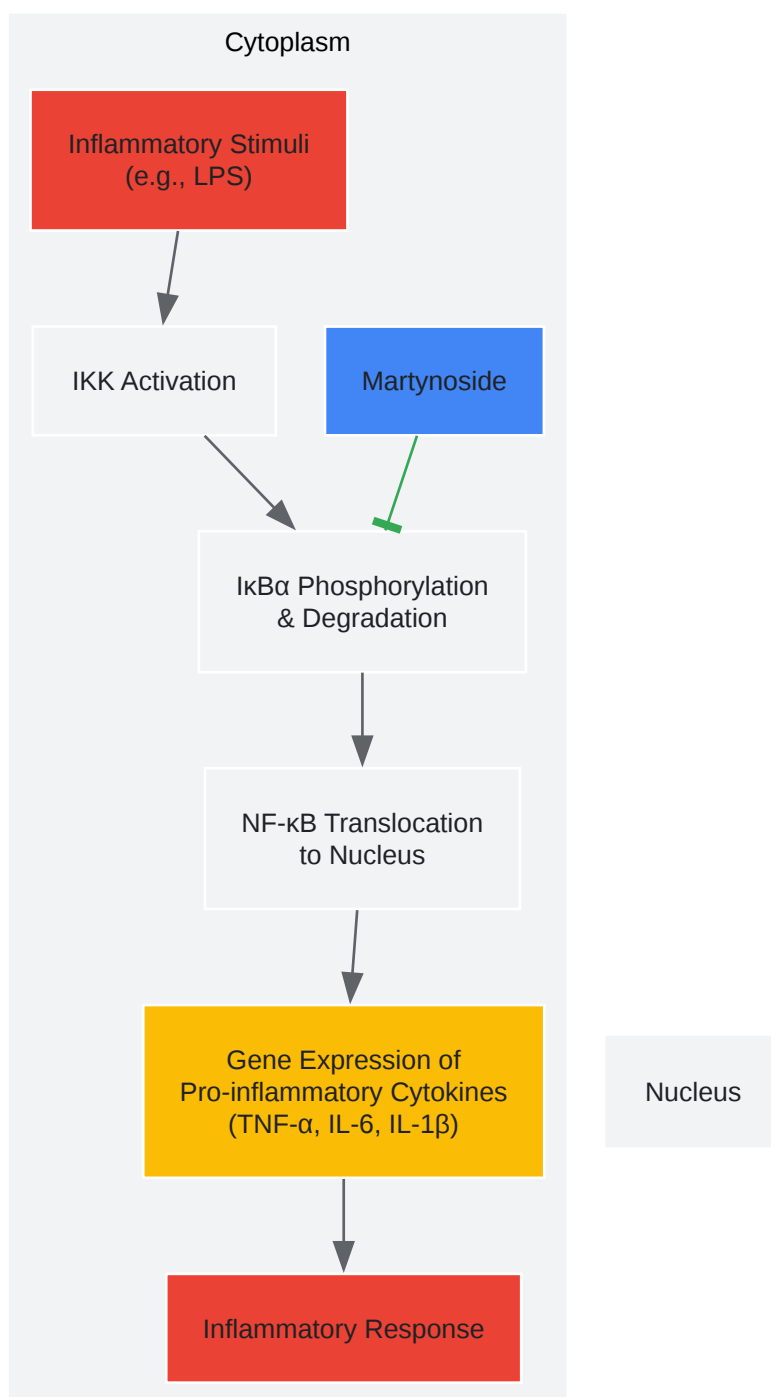 Cytoplasm
Inflammatory Stimuli
(e.g., LPS)
IKK Activation
Martynoside
IκBα Phosphorylation
& Degradation
NF-κB Translocation
to Nucleus
Gene Expression of
Pro-inflammatory Cytokines
(TNF-α, IL-6, IL-1β)
Nucleus
Inflammatory Response